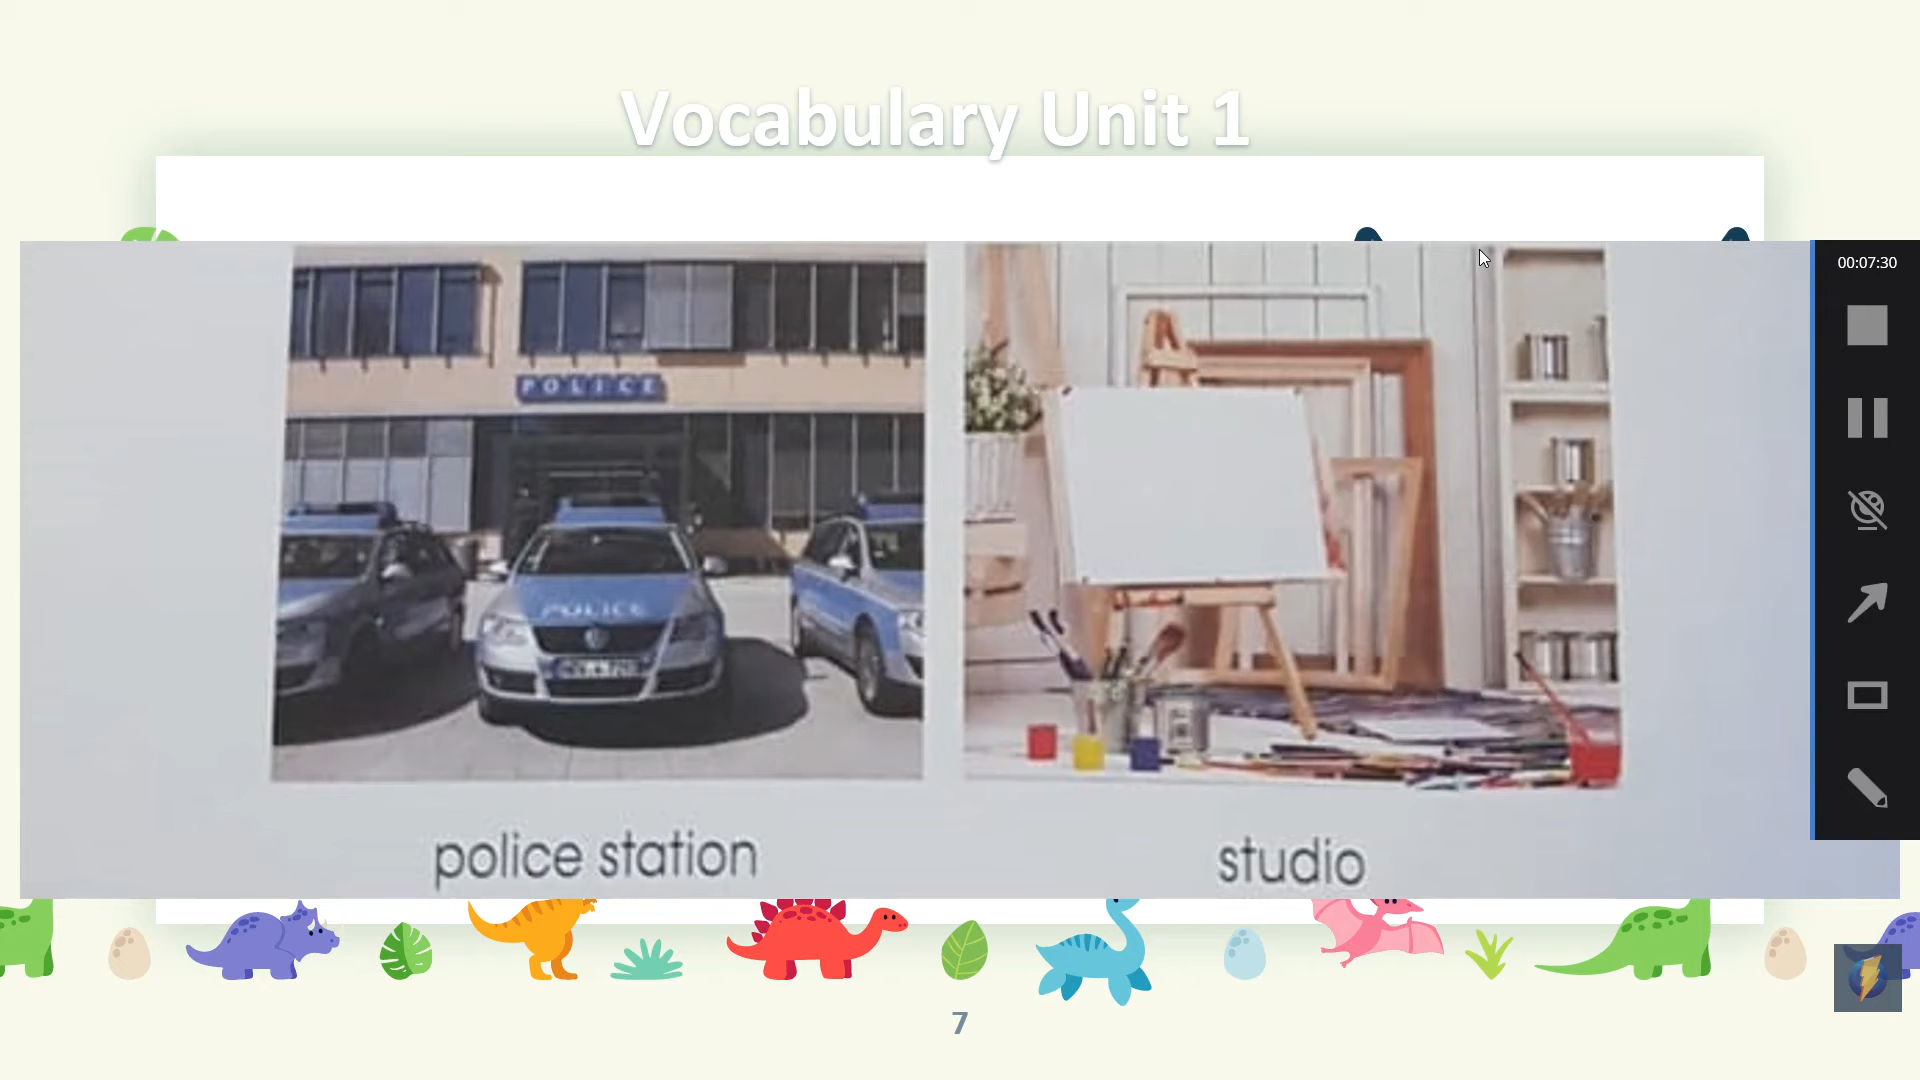 Vocabulary Unit 1
00:07:30
POLICE
POLICE
police station
studio
7